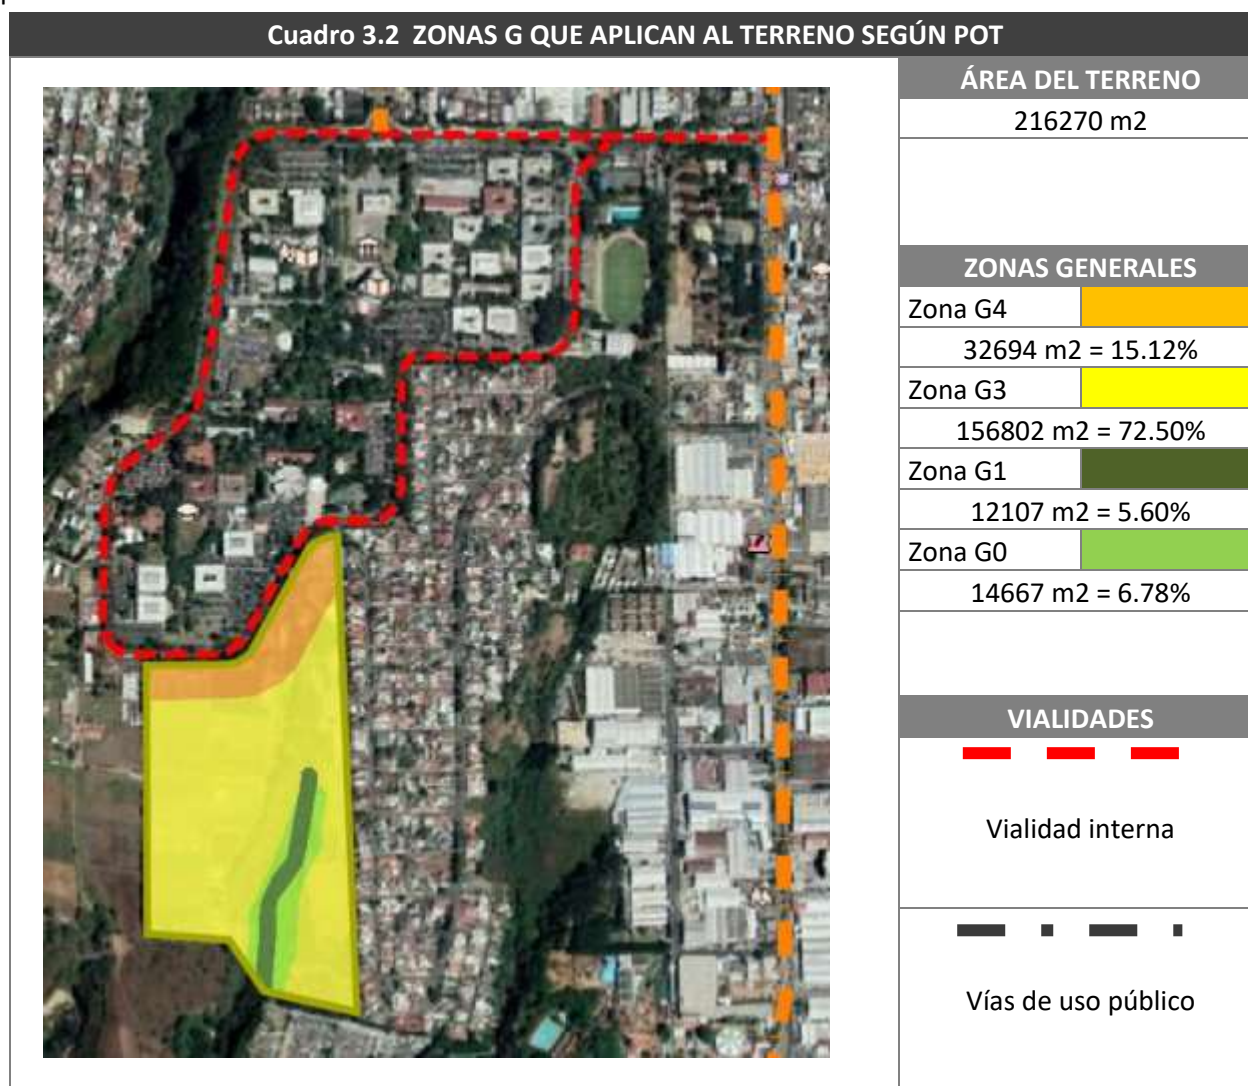 Cuadro 3.2 ZONAS G QUE APLICAN AL TERRENO SEGÚN POT
ÁREA DEL TERRENO
216270 m2
ZONAS GENERALES
Zona G4
32694 m2 = 15.12%
Zona G3
156802 m2 = 72.50%
Zona G1
12107 m2 = 5.60%
Zona G0
14667 m2 = 6.78%
VIALIDADES
Vialidad interna
Vías de uso público